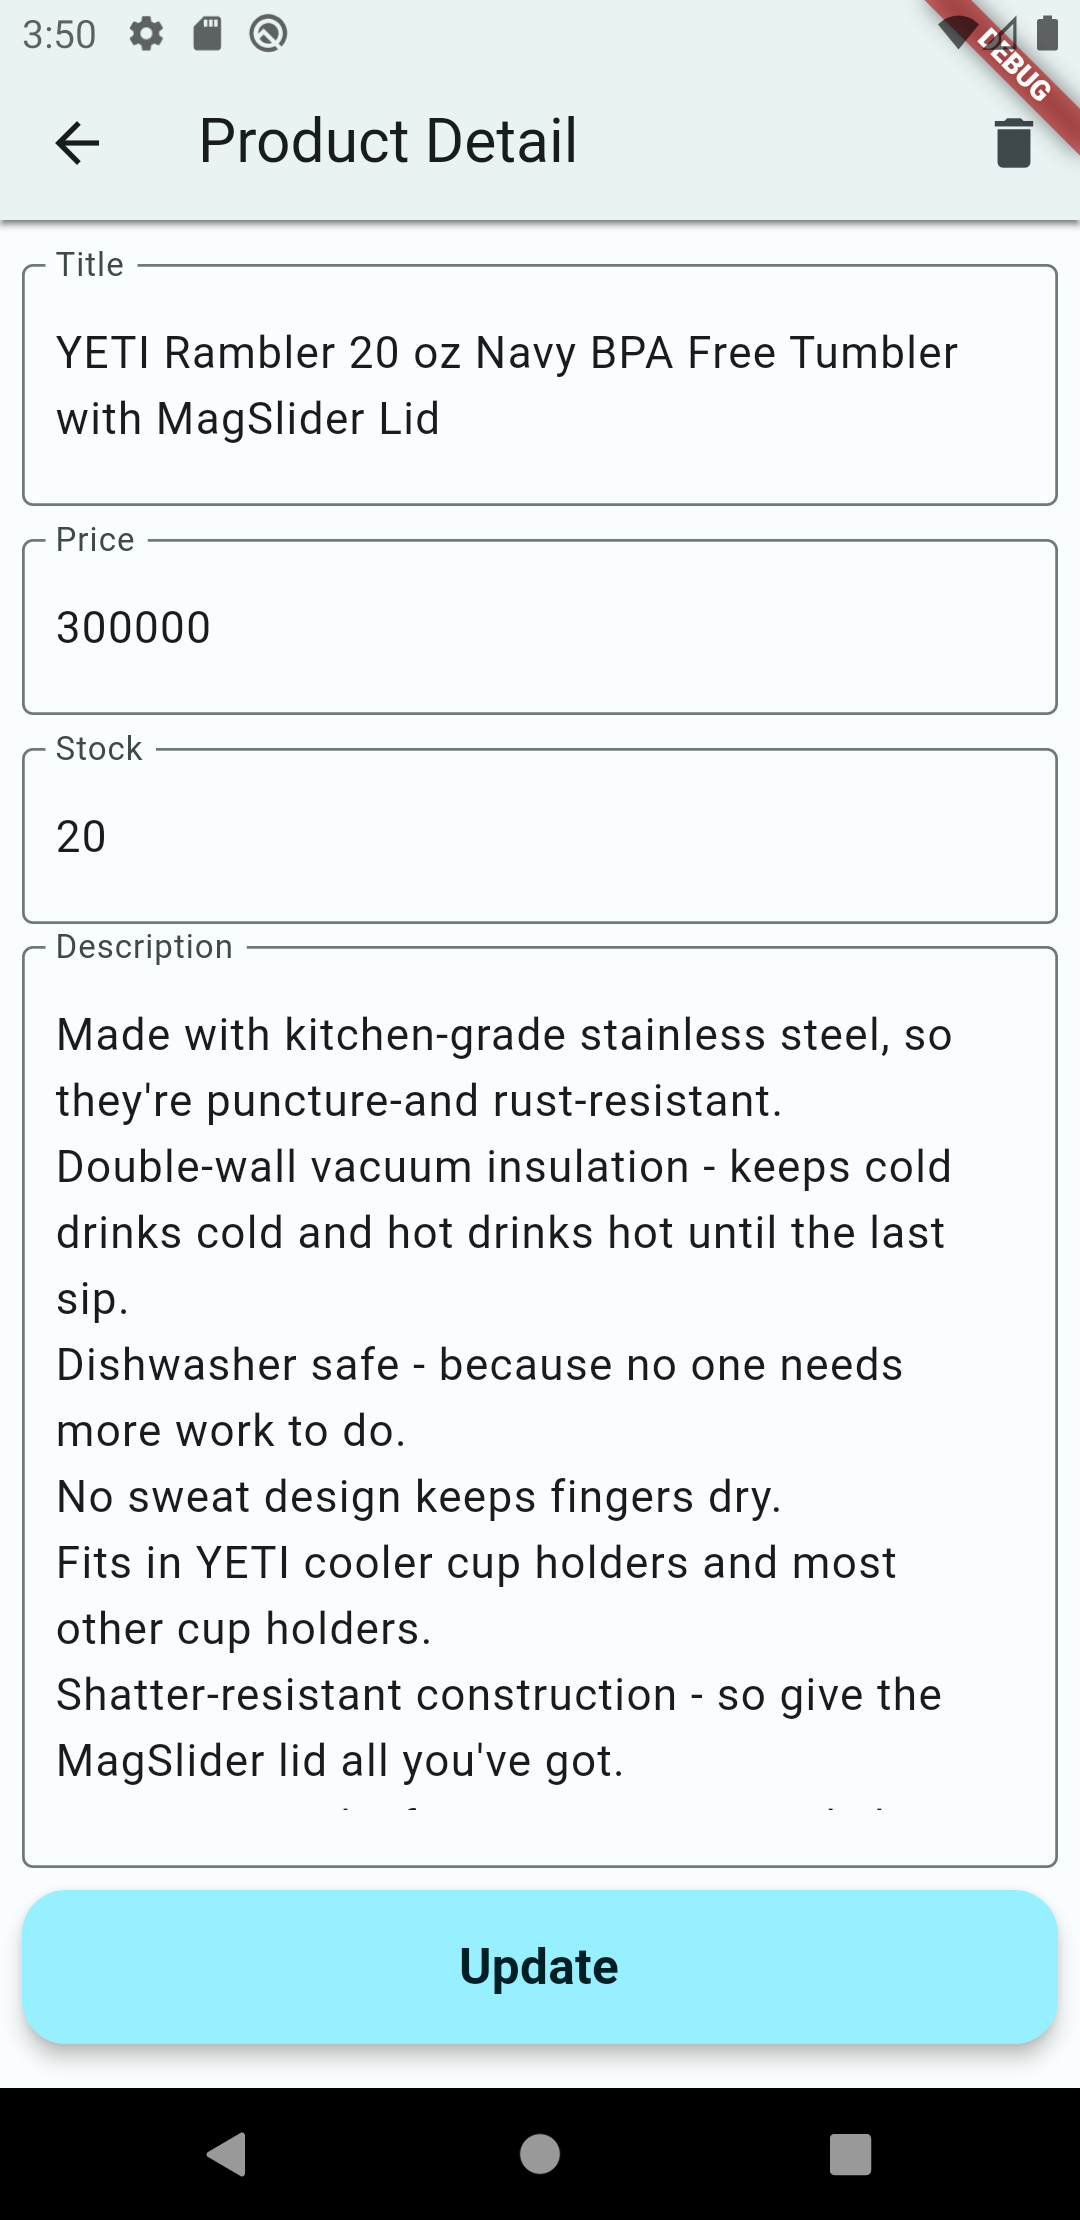 3:50
DEBUG
Product Detail
Title
YETI Rambler 20 oz Navy BPA Free Tumbler
with MagSlider Lid
Price
300000
Stock
20
Description
Made with kitchen-grade stainless steel, so
they're puncture-and rust-resistant.
Double-wall vacuum insulation - keeps cold
drinks cold and hot drinks hot until the last
sip.
Dishwasher safe - because no one needs
more work to do.
No sweat design keeps fingers dry.
Fits in YETI cooler cup holders and most
other cup holders.
Shatter-resistant construction - so give the
MagSlider lid all you've got.
Update